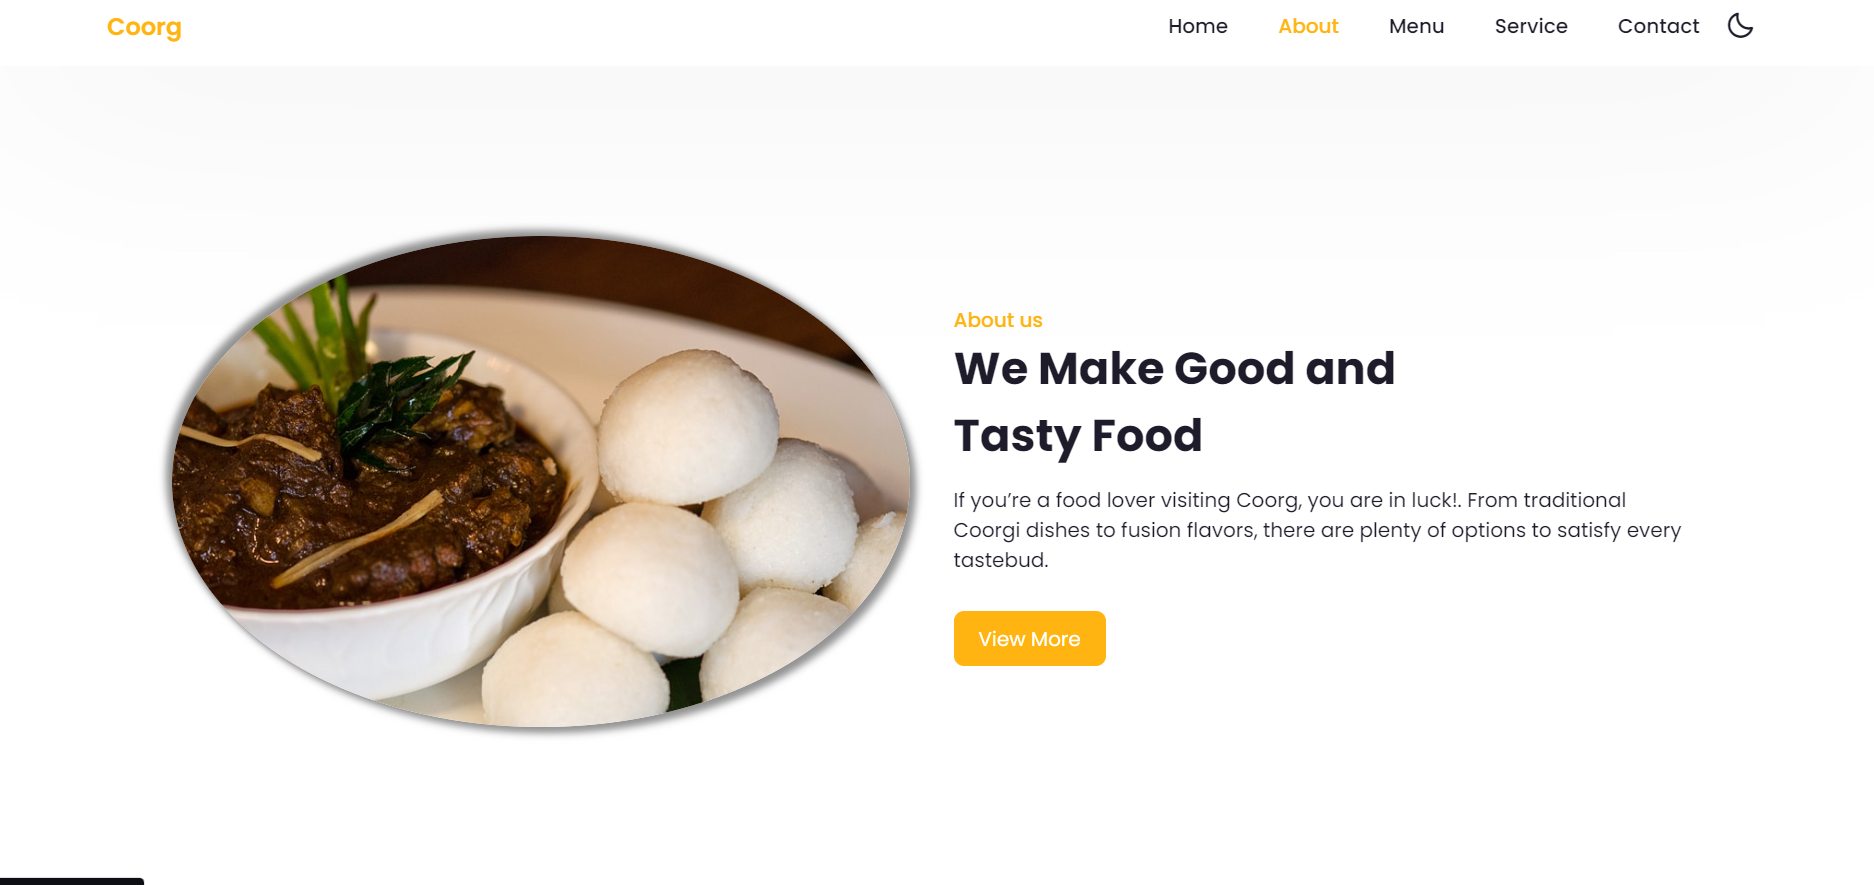 Coorg
Home About Menu Service Contact
About us
We Make Good and
Tasty Food
If you’re a food lover visiting Coorg, you are in luck!. From traditional
Coorgi dishes to fusion flavors, there are plenty of options to satisfy every
tastebud.
View More